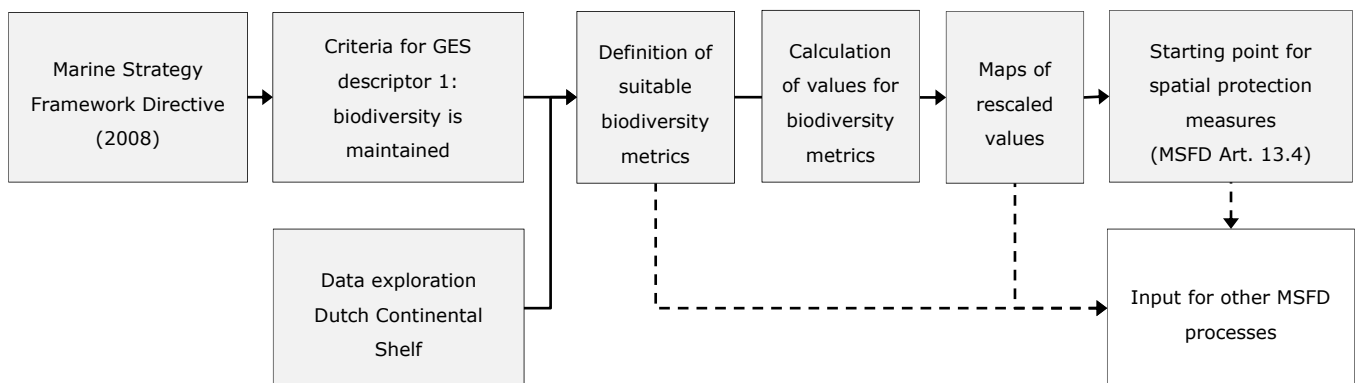 Marine Strategy
Framework Directive
(2008)
Criteria for GES
descriptor 1:
biodiversity is
maintained
Definition of
suitable
biodiversity
metrics
Calculation
of values for
biodiversity
metrics
Maps of
rescaled
values
Starting point for
spatial protection
measures
(MSFD Art. 13.4)
Data exploration
Dutch Continental
Shelf
Input for other MSFD
processes